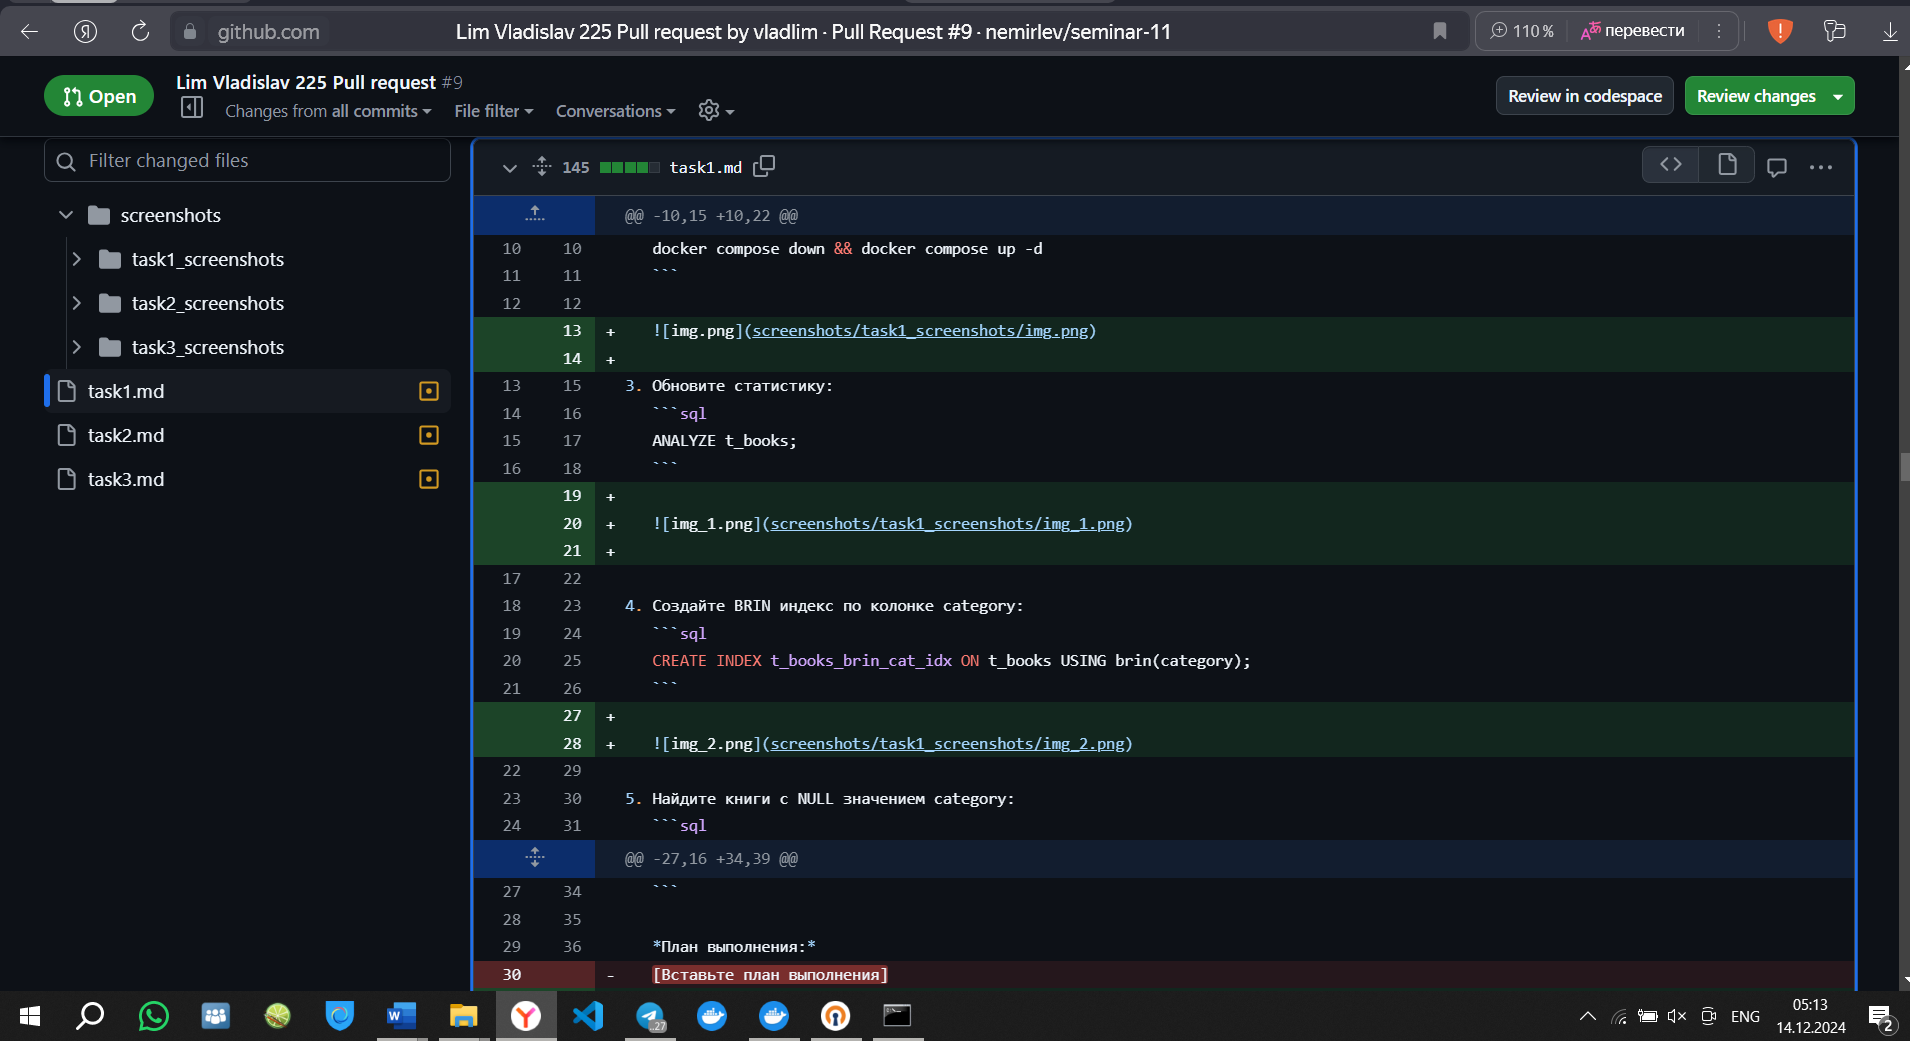 github.com
Lim Vladislav 225 Pull request by vladlim · Pull Request #9 · nemirlev/seminar-11
110 %
перевести
Open
Lim Vladislav 225 Pull request #9
Changes from all commits
File filter
Conversations
Review in codespace
Review changes
Filter changed files
screenshots
task1_screenshots
task2_screenshots
task3_screenshots
task1.md
task2.md
task3.md
145 task1.md
@@ -10,15 +10,22 @@
10 10 docker compose down && docker compose up -d
11 11 ```
12 12
13 + ![img.png](screenshots/task1_screenshots/img.png)
14 +
13 15 3. Обновите статистику:
14 16 ```sql
15 17 ANALYZE t_books;
16 18 ```
19 +
20 + ![img_1.png](screenshots/task1_screenshots/img_1.png)
21 +
17 22
18 23 4. Создайте BRIN индекс по колонке category:
19 24 ```sql
20 25 CREATE INDEX t_books_brin_cat_idx ON t_books USING brin(category);
21 26 ```
27 +
28 + ![img_2.png](screenshots/task1_screenshots/img_2.png)
22 29
23 30 5. Найдите книги с NULL значением category:
24 31 ```sql
@@ -27,16 +34,39 @@
27 34 ```
28 35
29 36 *План выполнения:*
30 - [Вставьте план выполнения]
27
ENG
05:13
14.12.2024
2